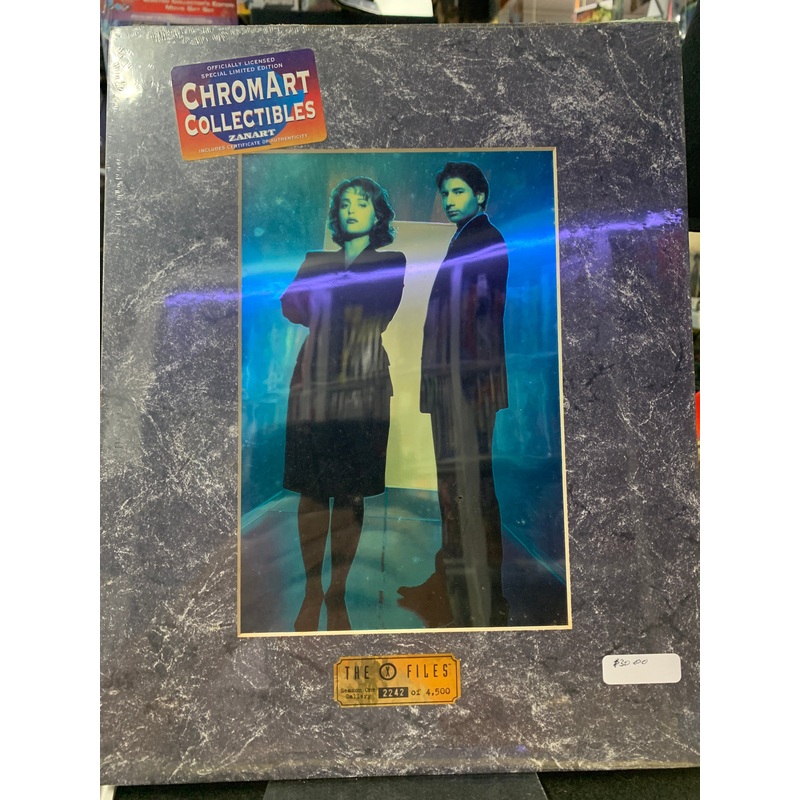 OFFICIALLY LICENSED
SPECIAL LIMITED EDITION
CHROMART
COLLECTIBLES
ZANART
INCLUDES CERTIFICATE OF AUTHENTICITY
THE X FILES
Season One
Gallery
2242 of 4,500
$30.00